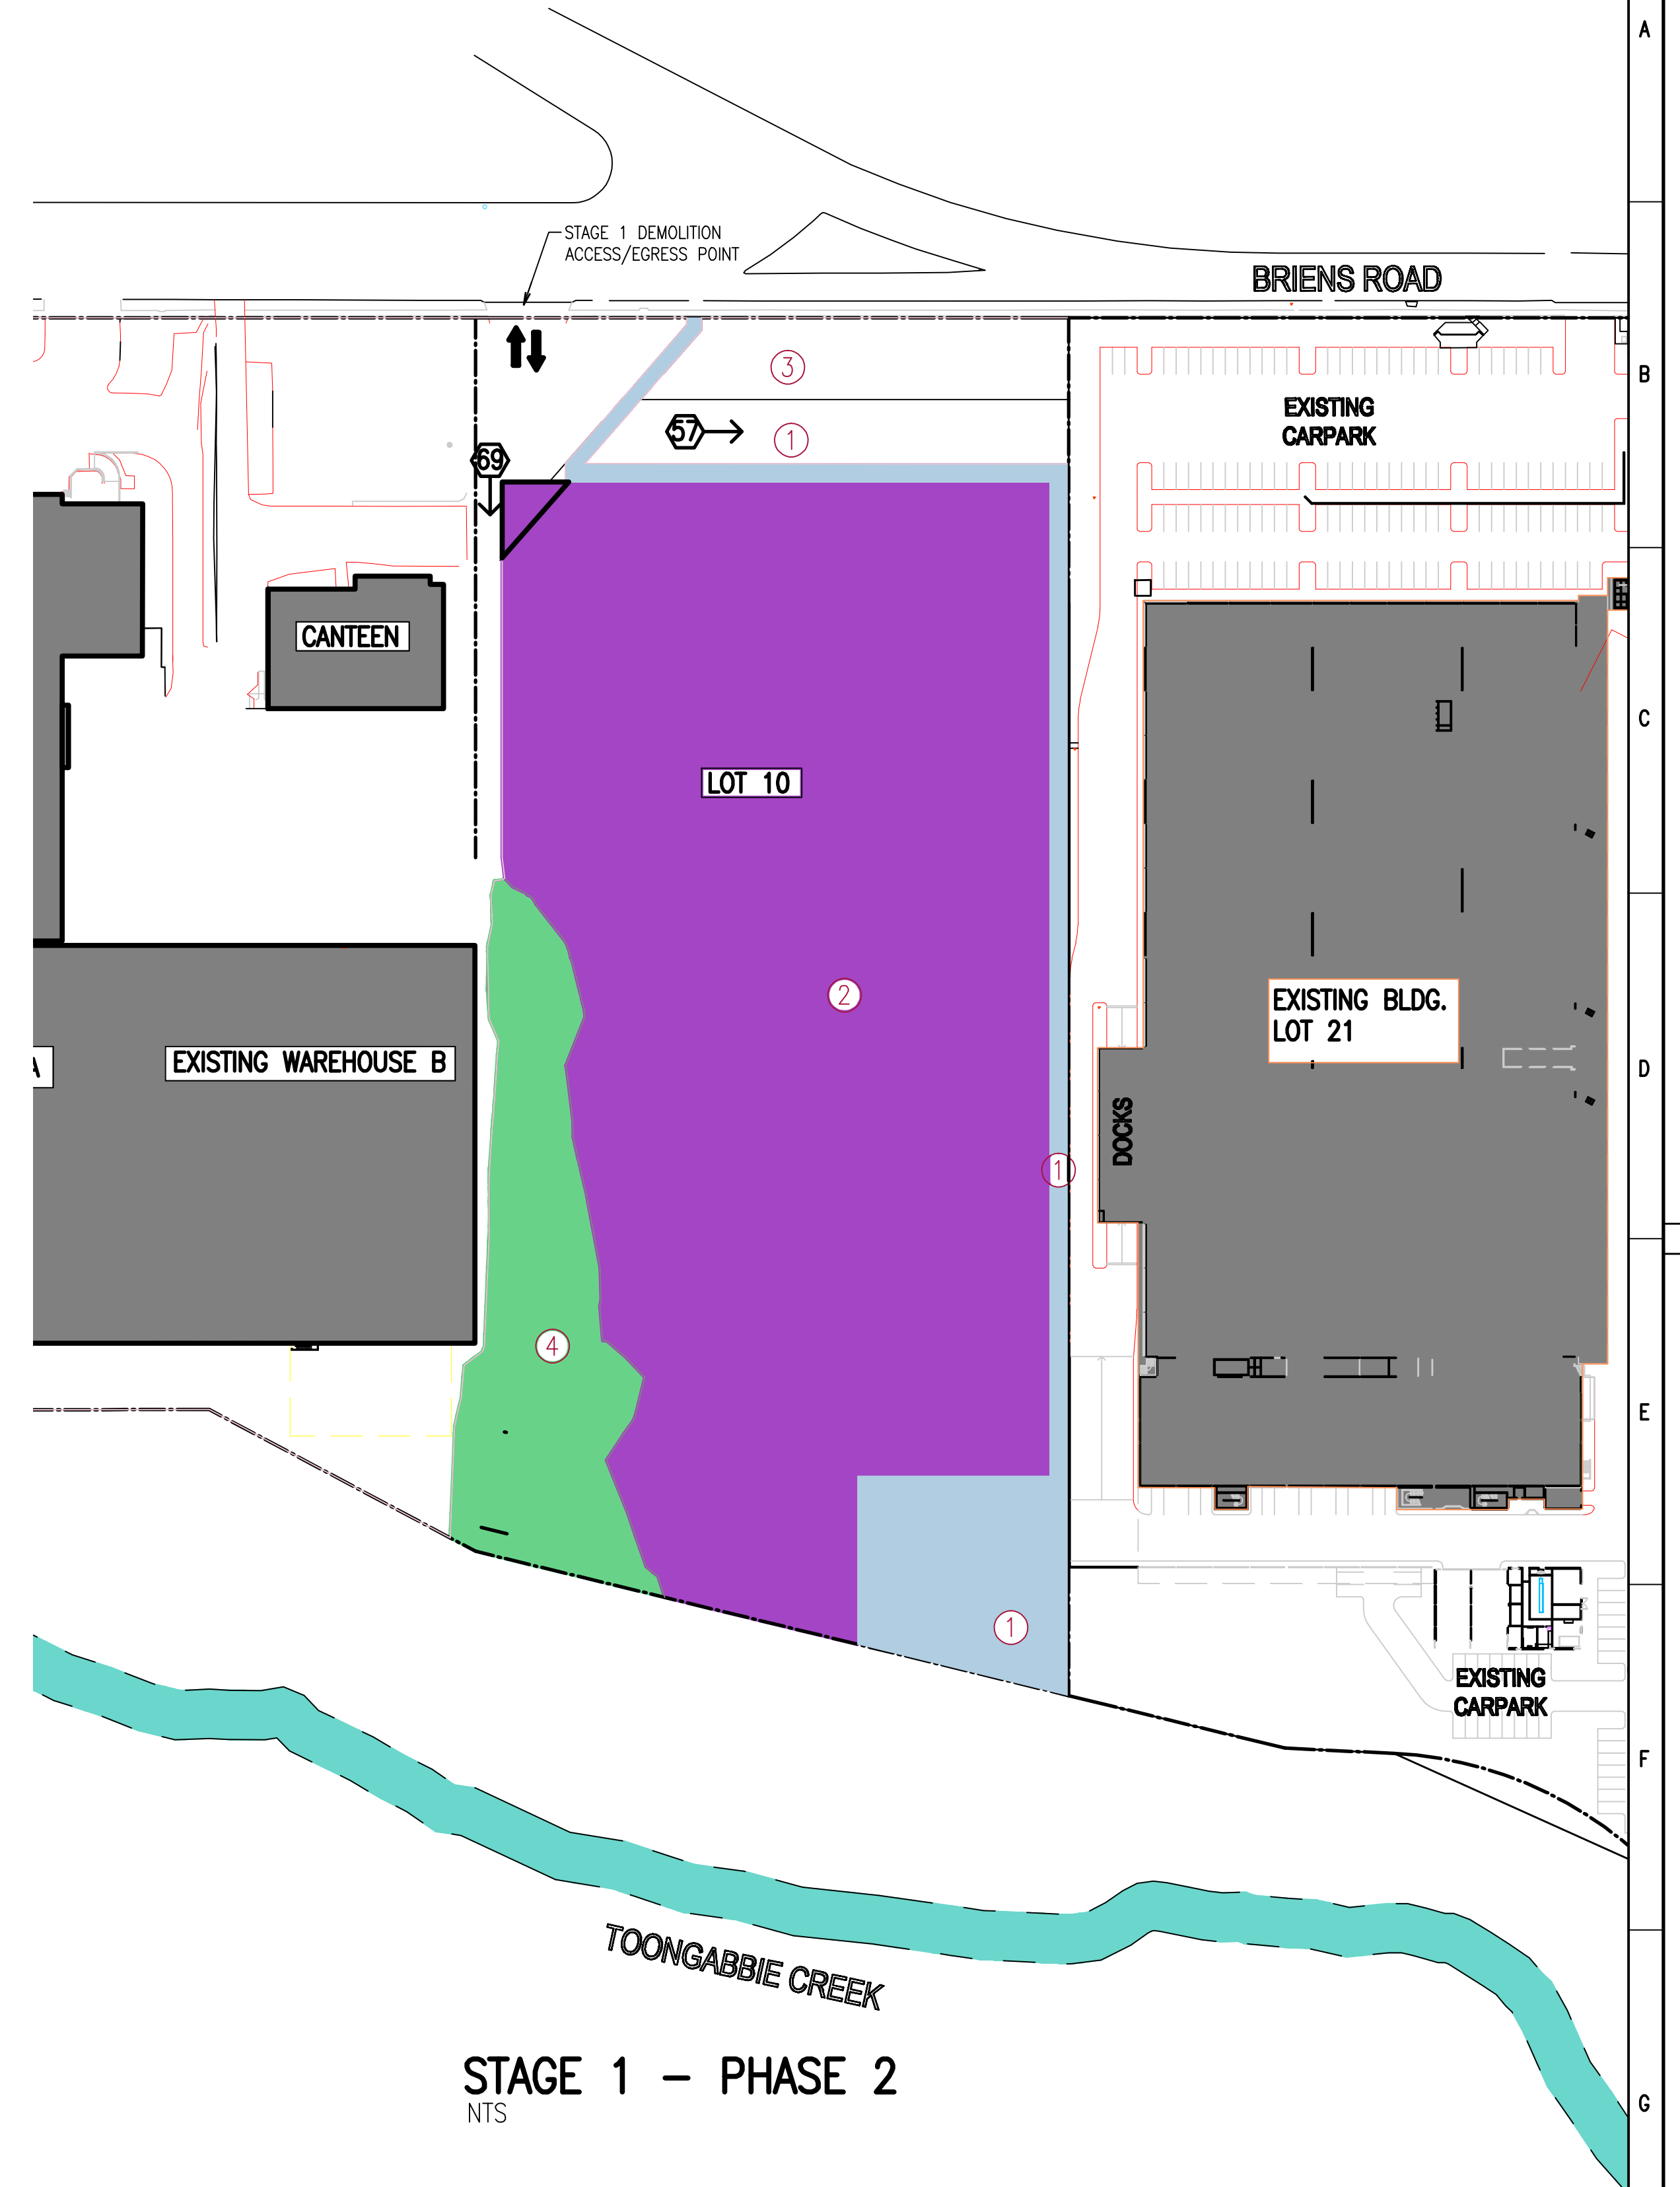 A
STAGE 1 DEMOLITION
ACCESS/EGRESS POINT
BRIENS ROAD
3
B
EXISTING
CARPARK
57
1
69
CANTEEN
C
LOT 10
2
EXISTING BLDG.
LOT 21
A
EXISTING WAREHOUSE B
D
DOCKS
1
4
E
1
EXISTING
CARPARK
F
TOONGABBIE CREEK
STAGE 1 - PHASE 2
NTS
G